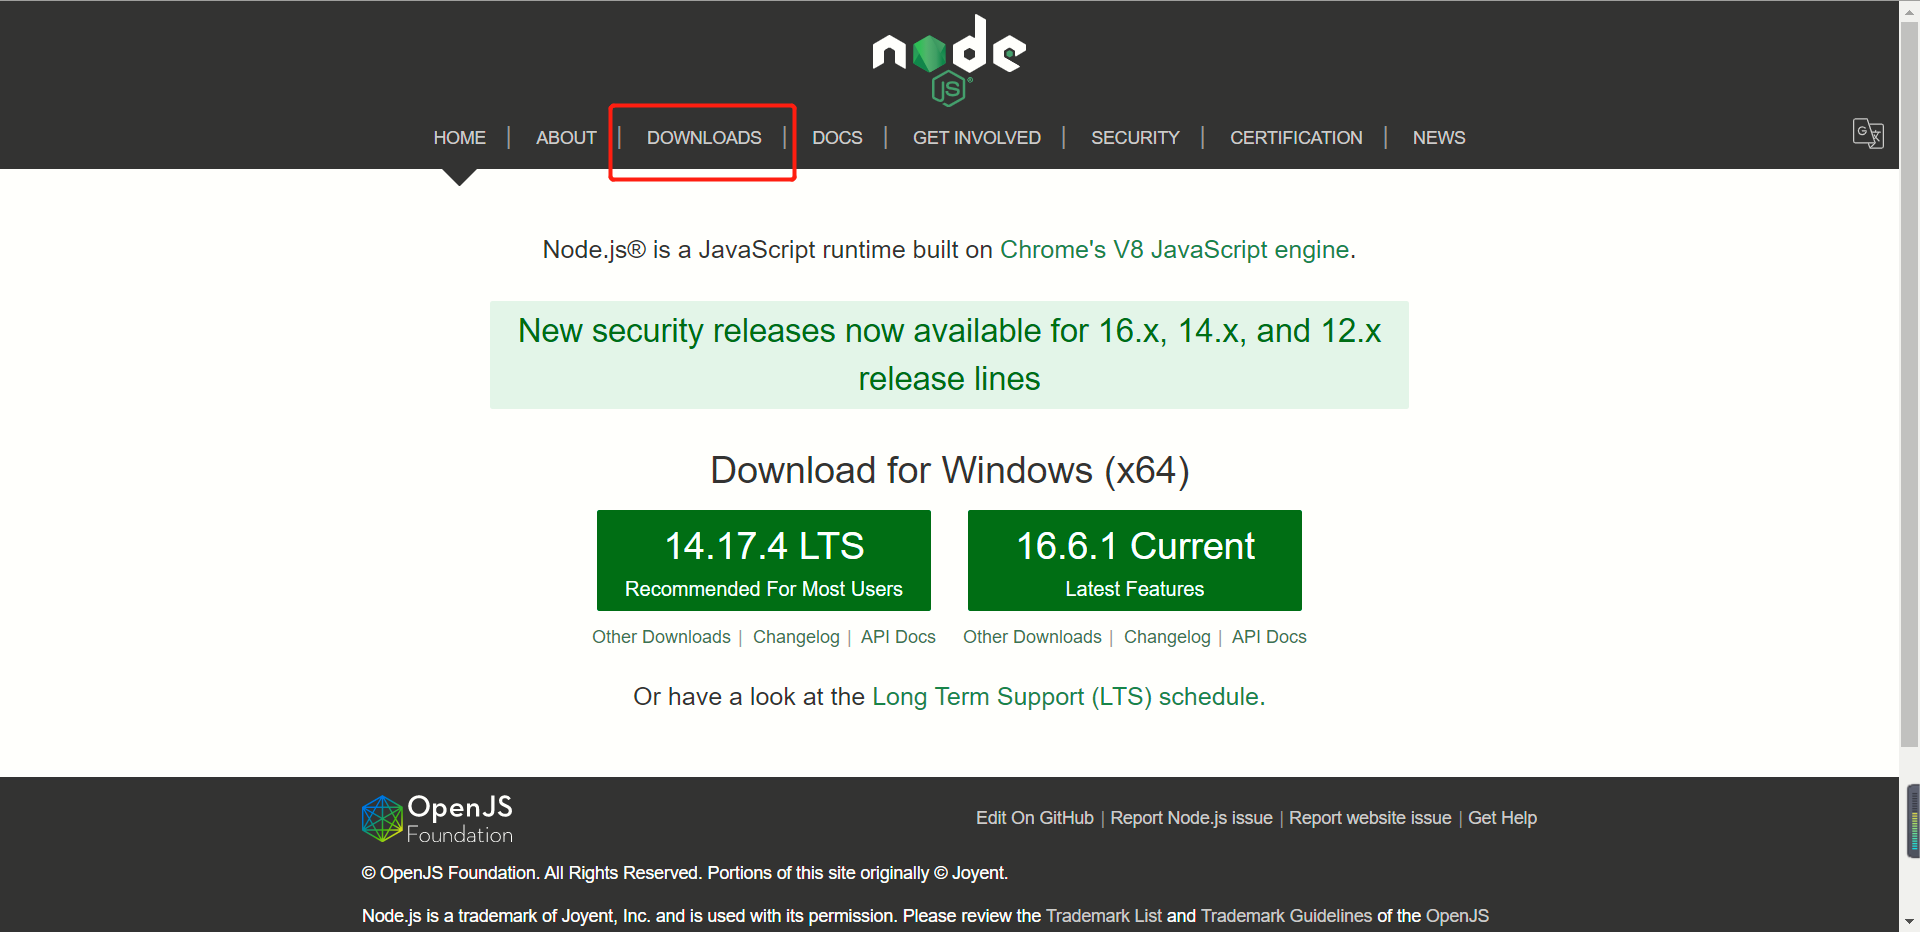 node
JS
HOME | ABOUT | DOWNLOADS | DOCS | GET INVOLVED | SECURITY | CERTIFICATION | NEWS
Node.js® is a JavaScript runtime built on Chrome's V8 JavaScript engine.
New security releases now available for 16.x, 14.x, and 12.x
release lines
Download for Windows (x64)
14.17.4 LTS
Recommended For Most Users
16.6.1 Current
Latest Features
Other Downloads | Changelog | API Docs
Other Downloads | Changelog | API Docs
Or have a look at the Long Term Support (LTS) schedule.
OpenJS
Foundation
Edit On GitHub | Report Node.js issue | Report website issue | Get Help
© OpenJS Foundation. All Rights Reserved. Portions of this site originally © Joyent.
Node.js is a trademark of Joyent, Inc. and is used with its permission. Please review the Trademark List and Trademark Guidelines of the OpenJS